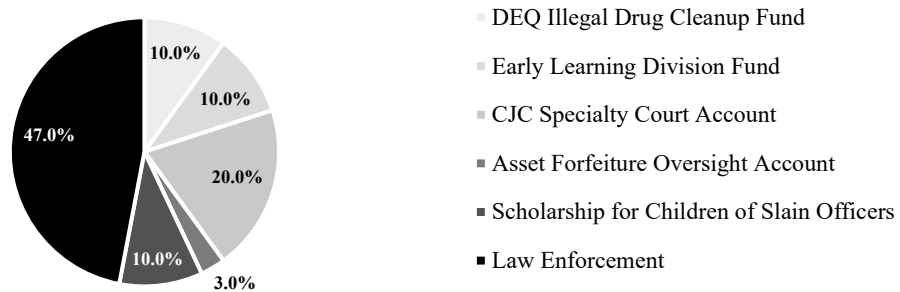 10.0%
10.0%
20.0%
3.0%
10.0%
47.0%
DEQ Illegal Drug Cleanup Fund
Early Learning Division Fund
CJC Specialty Court Account
Asset Forfeiture Oversight Account
Scholarship for Children of Slain Officers
Law Enforcement